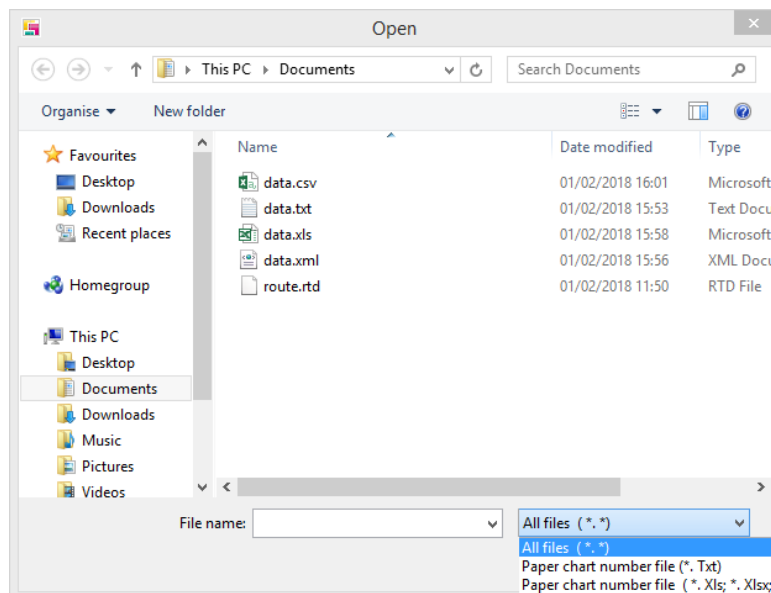 Open
This PC Documents Search Documents
Organise New folder
Favourites
Desktop
Downloads
Recent places
Homegroup
This PC
Desktop
Documents
Downloads
Music
Pictures
Videos
Name Date modified Type
data.csv 01/02/2018 16:01 Microsoft
data.txt 01/02/2018 15:53 Text Docu
data.xls 01/02/2018 15:58 Microsoft
data.xml 01/02/2018 15:56 XML Docu
route.rtd 01/02/2018 11:50 RTD File
File name: All files (*. *)
All files (*. *)
Paper chart number file (*. Txt)
Paper chart number file (*. Xls; *. Xlsx;